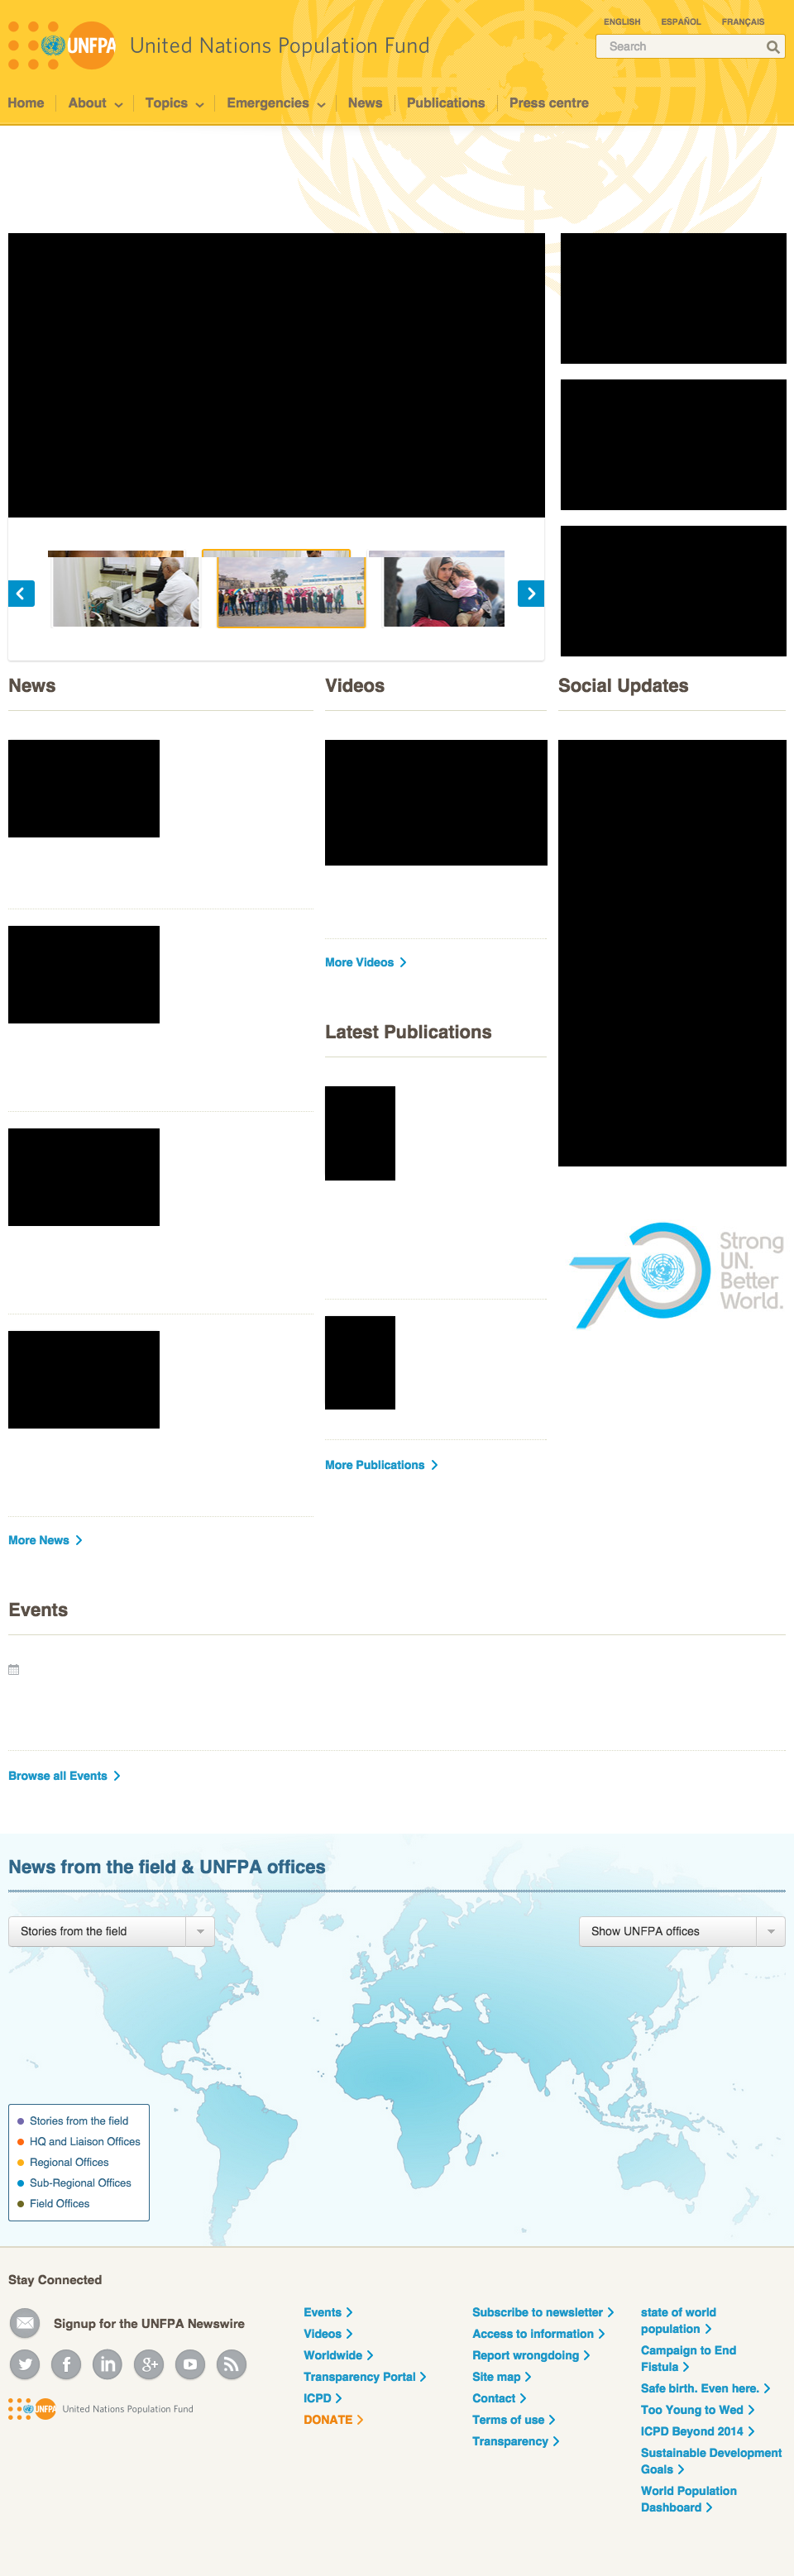 ENGLISH ESPAÑOL FRANÇAIS
UNFPA United Nations Population Fund
Search
Home About Topics Emergencies News Publications Press centre
News
Videos
Social Updates
More Videos
Latest Publications
Strong
UN.
Better
World.
70
More Publications
More News
Events
Browse all Events
News from the field & UNFPA offices
Stories from the field
Show UNFPA offices
Stories from the field
HQ and Liaison Offices
Regional Offices
Sub-Regional Offices
Field Offices
Stay Connected
Signup for the UNFPA Newswire
UNFPA United Nations Population Fund
Events
Videos
Worldwide
Transparency Portal
ICPD
DONATE
Subscribe to newsletter
Access to information
Report wrongdoing
Site map
Contact
Terms of use
Transparency
state of world
population
Campaign to End
Fistula
Safe birth. Even here.
Too Young to Wed
ICPD Beyond 2014
Sustainable Development
Goals
World Population
Dashboard